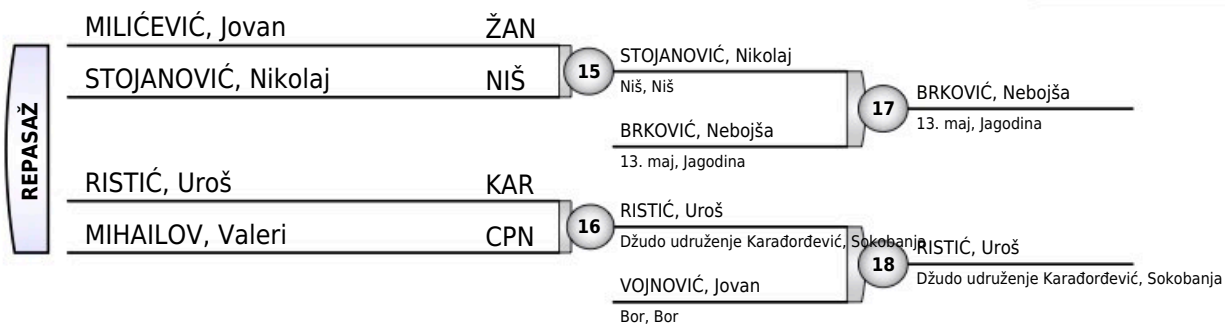 REPASAŽ
MILIĆEVIĆ, Jovan ŽAN
STOJANOVIĆ, Nikolaj NIŠ
15
STOJANOVIĆ, Nikolaj
Niš, Niš
BRKOVIĆ, Nebojša
13. maj, Jagodina
17
BRKOVIĆ, Nebojša
13. maj, Jagodina
RISTIĆ, Uroš KAR
MIHAILOV, Valeri CPN
16
RISTIĆ, Uroš
Džudo udruženje Karađorđević, Sokobanja
VOJNOVIĆ, Jovan
Bor, Bor
18
RISTIĆ, Uroš
Džudo udruženje Karađorđević, Sokobanja